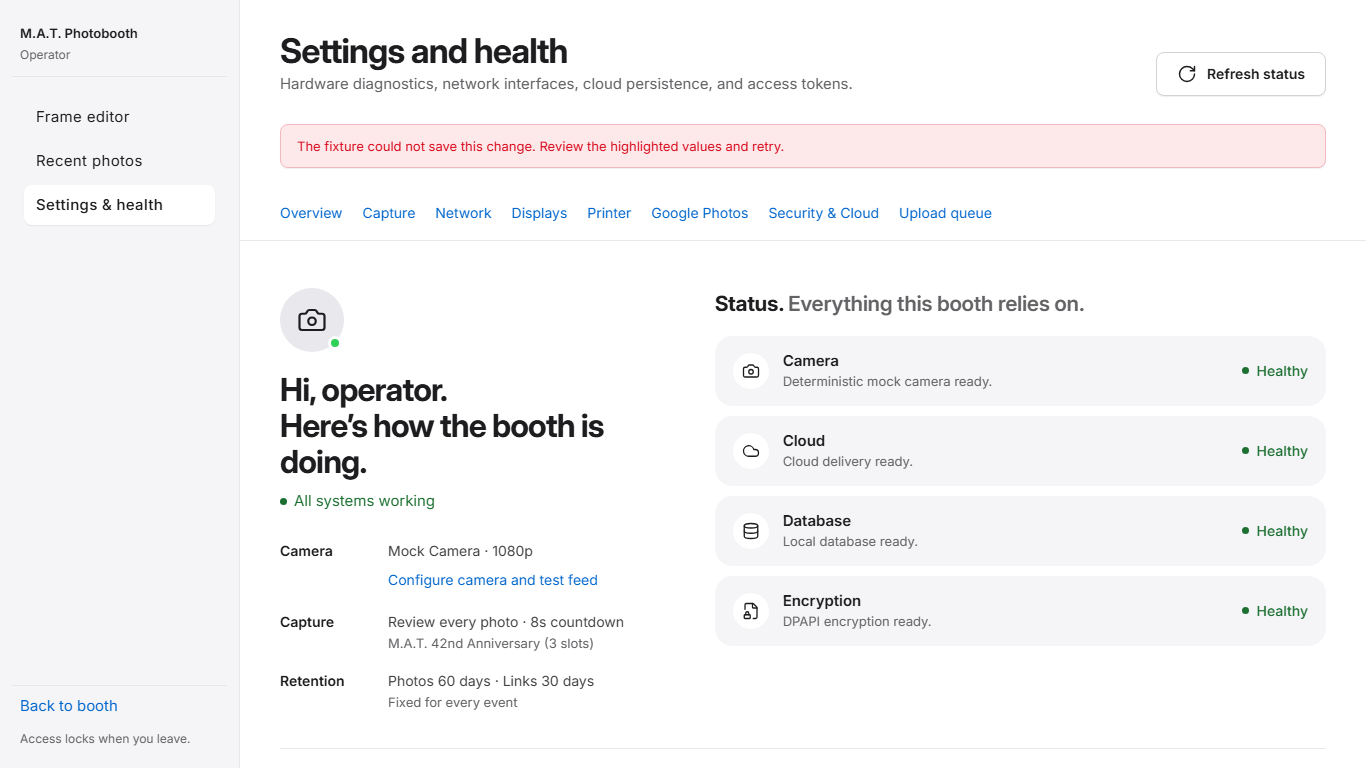 M.A.T. Photobooth
Operator
Frame editor
Recent photos
Settings & health
Back to booth
Access locks when you leave.
Settings and health
Hardware diagnostics, network interfaces, cloud persistence, and access tokens.
Refresh status
The fixture could not save this change. Review the highlighted values and retry.
Overview Capture Network Displays Printer Google Photos Security & Cloud Upload queue
Hi, operator.
Here’s how the booth is
doing.
All systems working
Camera Mock Camera · 1080p
Configure camera and test feed
Capture Review every photo · 8s countdown
M.A.T. 42nd Anniversary (3 slots)
Retention Photos 60 days · Links 30 days
Fixed for every event
Status. Everything this booth relies on.
Camera
Deterministic mock camera ready.
Healthy
Cloud
Cloud delivery ready.
Healthy
Database
Local database ready.
Healthy
Encryption
DPAPI encryption ready.
Healthy